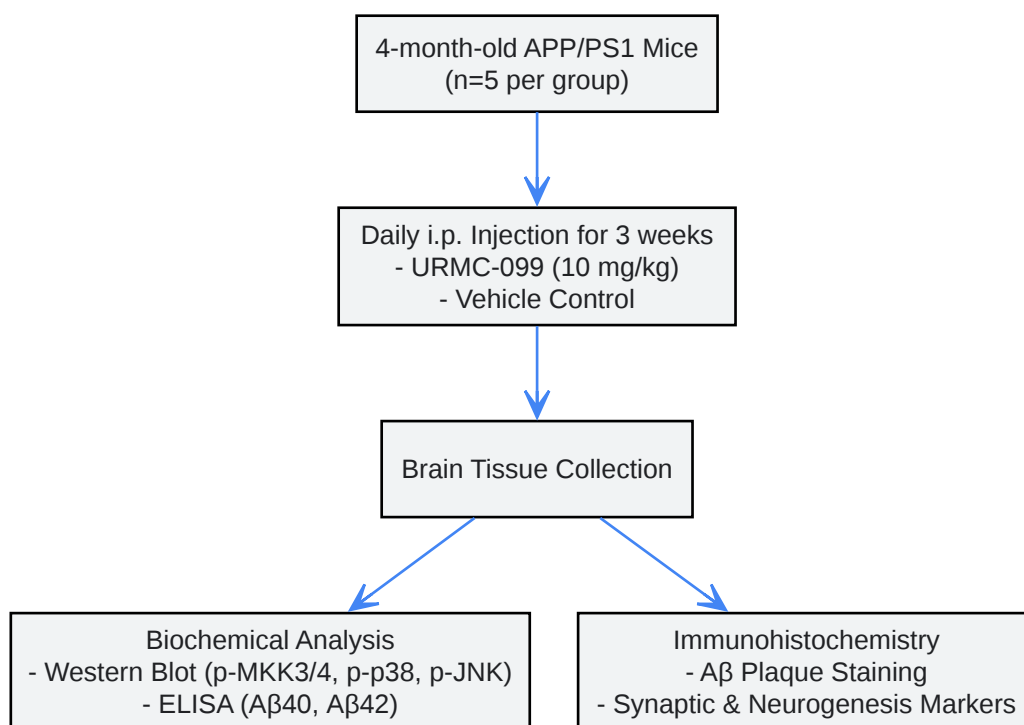 4-month-old APP/PS1 Mice
(n=5 per group)
Daily i.p. Injection for 3 weeks
- URMC-099 (10 mg/kg)
- Vehicle Control
Brain Tissue Collection
Biochemical Analysis
- Western Blot (p-MKK3/4, p-p38, p-JNK)
- ELISA (Aβ40, Aβ42)
Immunohistochemistry
- Aβ Plaque Staining
- Synaptic & Neurogenesis Markers